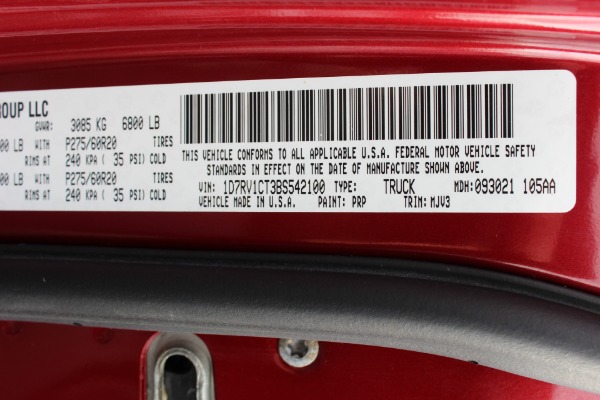 GROUP LLC
GVWR: 3085 KG 6800 LB
00 LB WITH P275/60R20 TIRES
RIMS AT 240 KPA ( 35 PSI) COLD
00 LB WITH P275/60R20 TIRES
RIMS AT 240 KPA ( 35 PSI) COLD
THIS VEHICLE CONFORMS TO ALL APPLICABLE U.S.A. FEDERAL MOTOR VEHICLE SAFETY
STANDARDS IN EFFECT ON THE DATE OF MANUFACTURE SHOWN ABOVE.
VIN: 1D7RV1CT3BS542100 TYPE: TRUCK MDH: 093021 105AA
VEHICLE MADE IN U.S.A. PAINT: PRP TRIM: MJV3